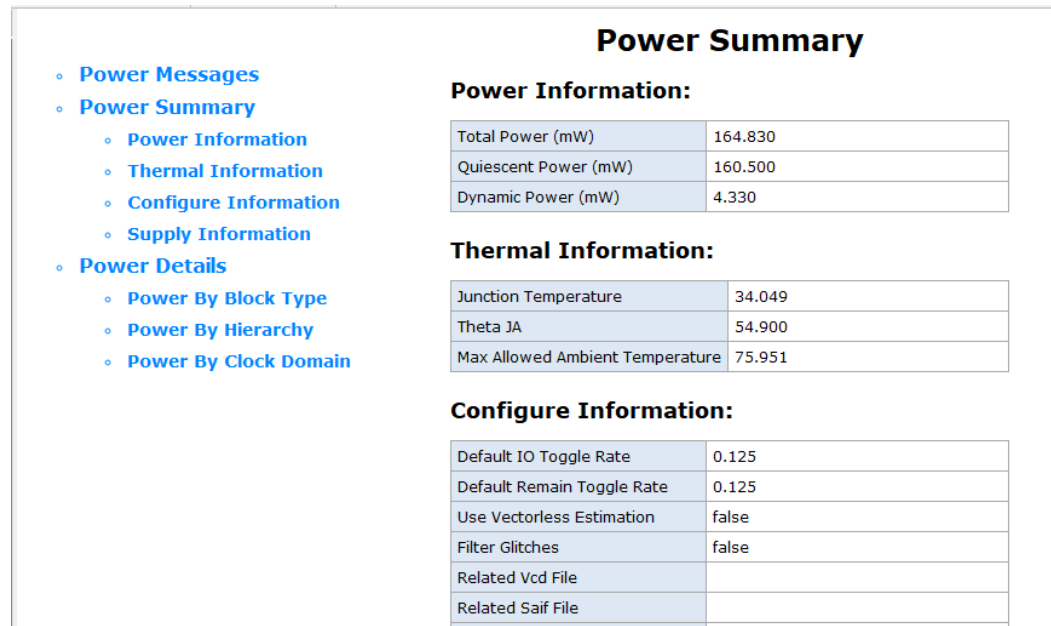 Power Messages
Power Summary
Power Information
Thermal Information
Configure Information
Supply Information
Power Details
Power By Block Type
Power By Hierarchy
Power By Clock Domain
Power Summary
Power Information:
Total Power (mW) 164.830
Quiescent Power (mW) 160.500
Dynamic Power (mW) 4.330
Thermal Information:
Junction Temperature 34.049
Theta JA 54.900
Max Allowed Ambient Temperature 75.951
Configure Information:
Default IO Toggle Rate 0.125
Default Remain Toggle Rate 0.125
Use Vectorless Estimation false
Filter Glitches false
Related Vcd File
Related Saif File